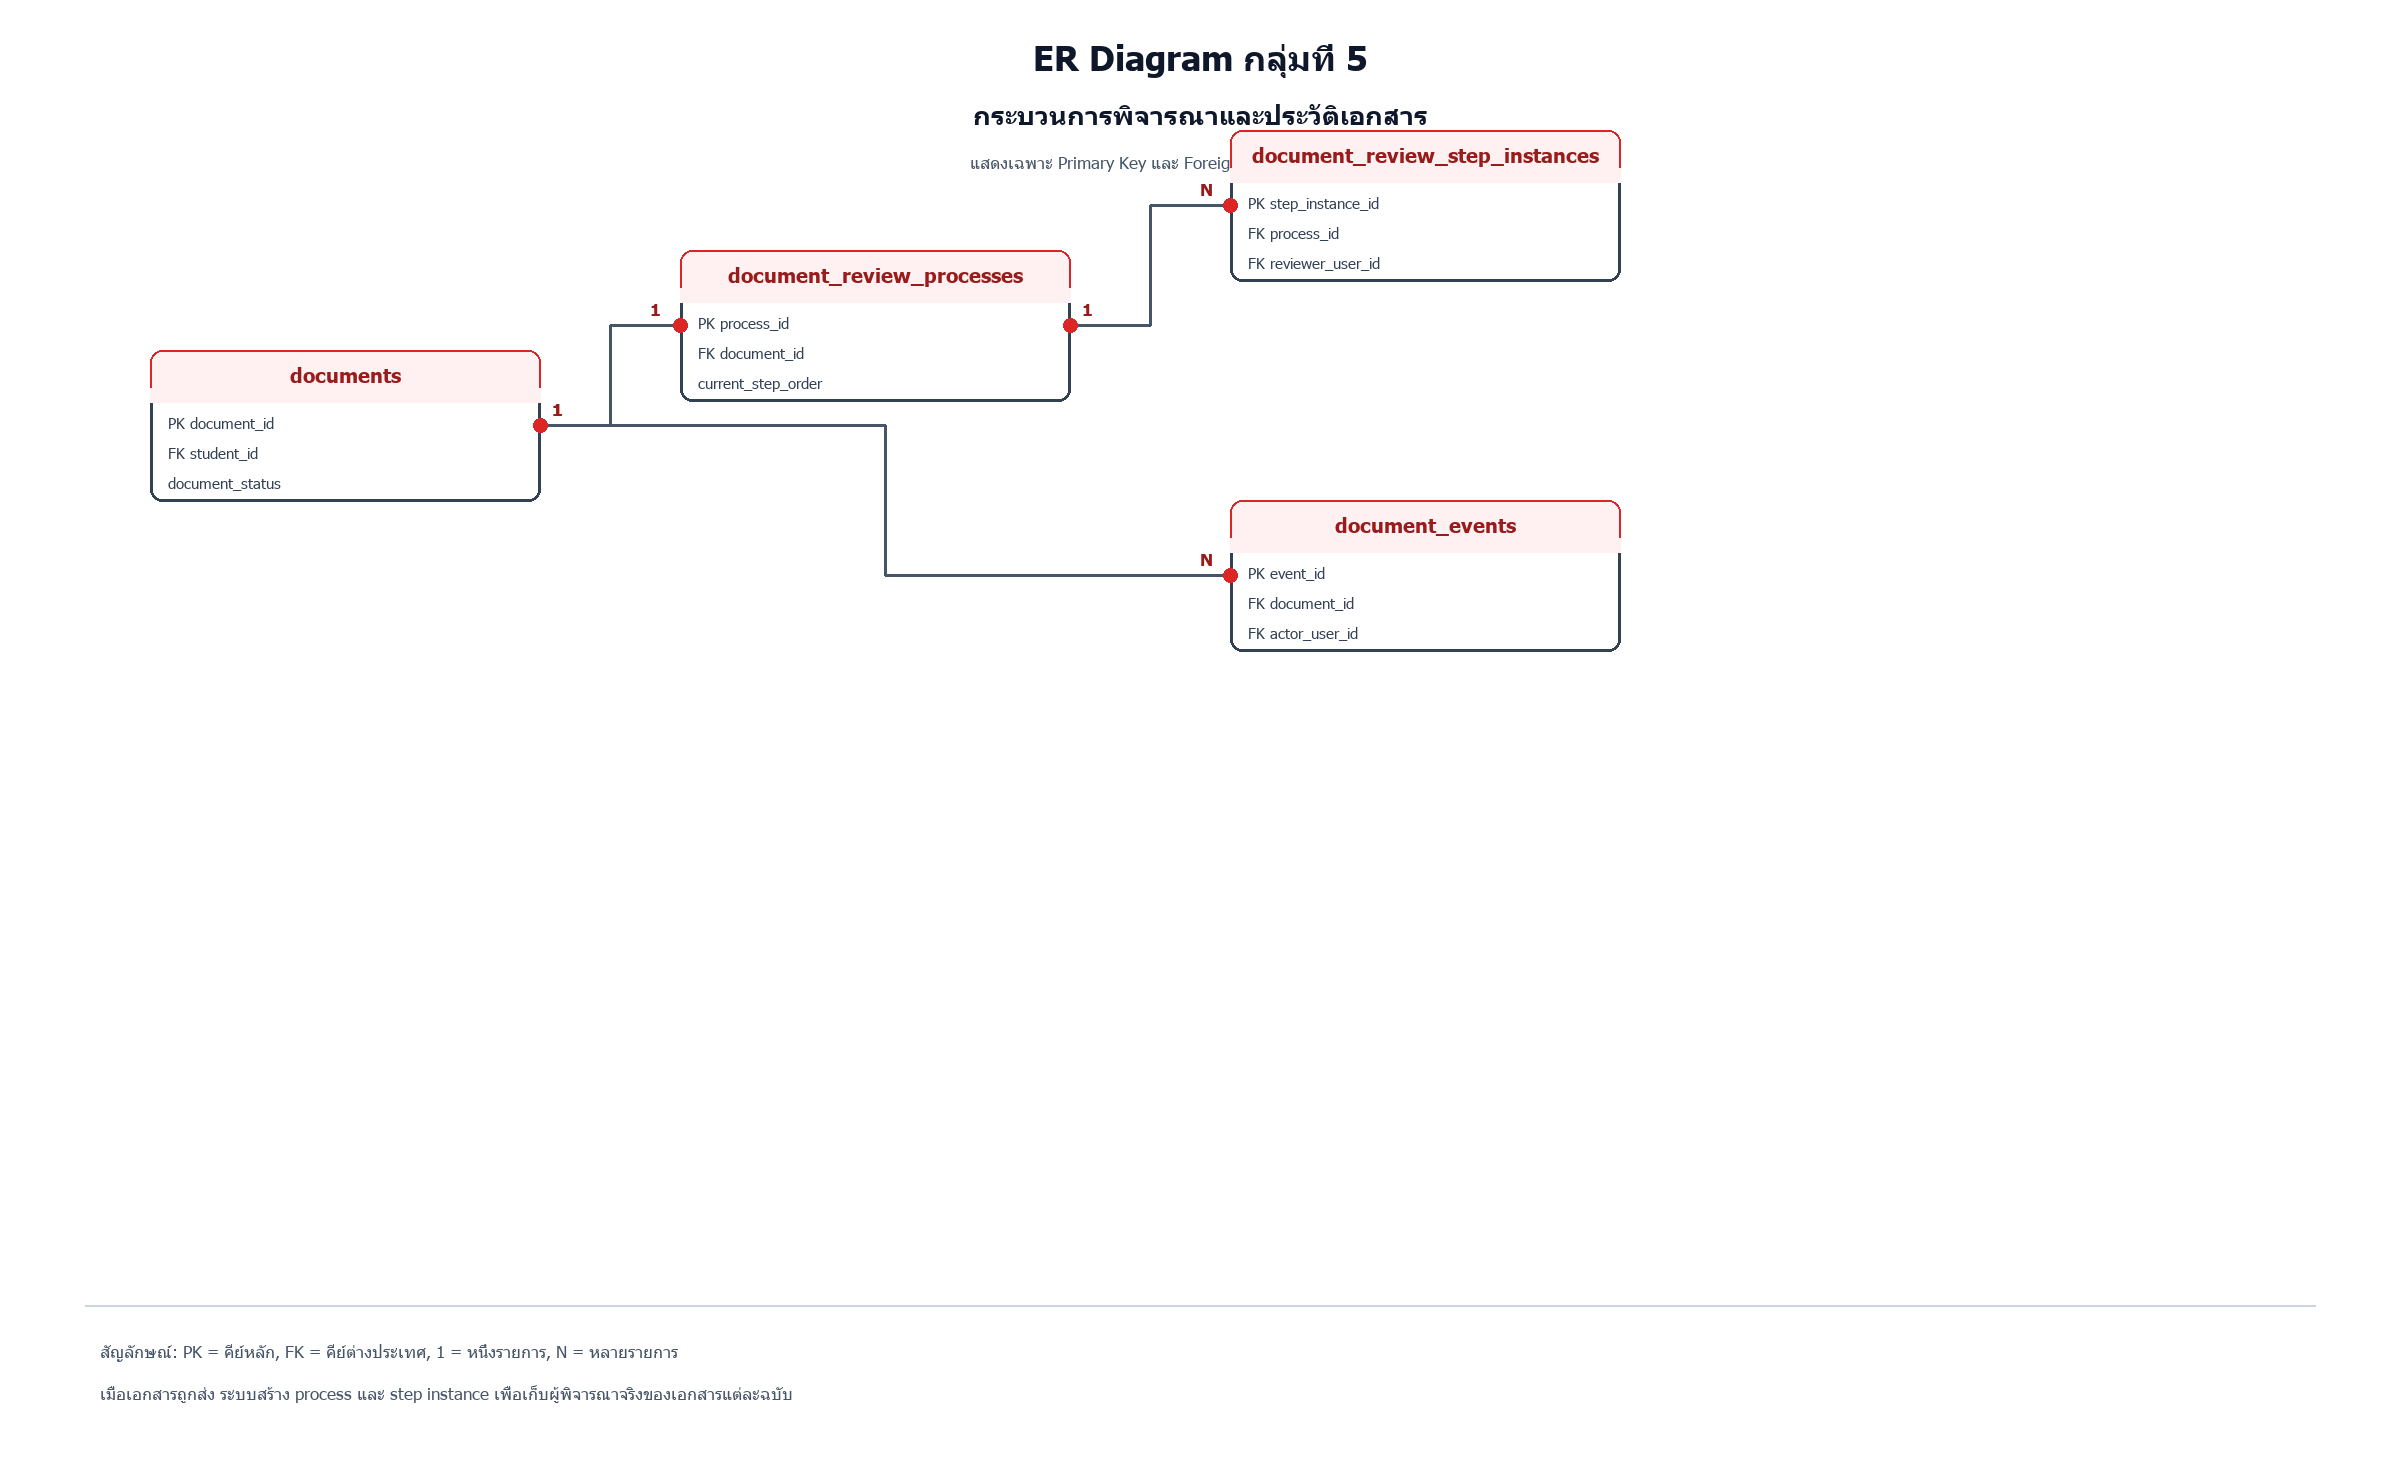 ER Diagram กลุ่มที่ 5
กระบวนการพิจารณาและประวัติเอกสาร
แสดงเฉพาะ Primary Key และ Foreig
document_review_step_instances
N
PK step_instance_id
FK process_id
FK reviewer_user_id
document_review_processes
1
1
PK process_id
FK document_id
current_step_order
documents
1
PK document_id
FK student_id
document_status
document_events
N
PK event_id
FK document_id
FK actor_user_id
สัญลักษณ์: PK = คีย์หลัก, FK = คีย์ต่างประเทศ, 1 = หนึ่งรายการ, N = หลายรายการ
เมื่อเอกสารถูกส่ง ระบบสร้าง process และ step instance เพื่อเก็บผู้พิจารณาจริงของเอกสารแต่ละฉบับ